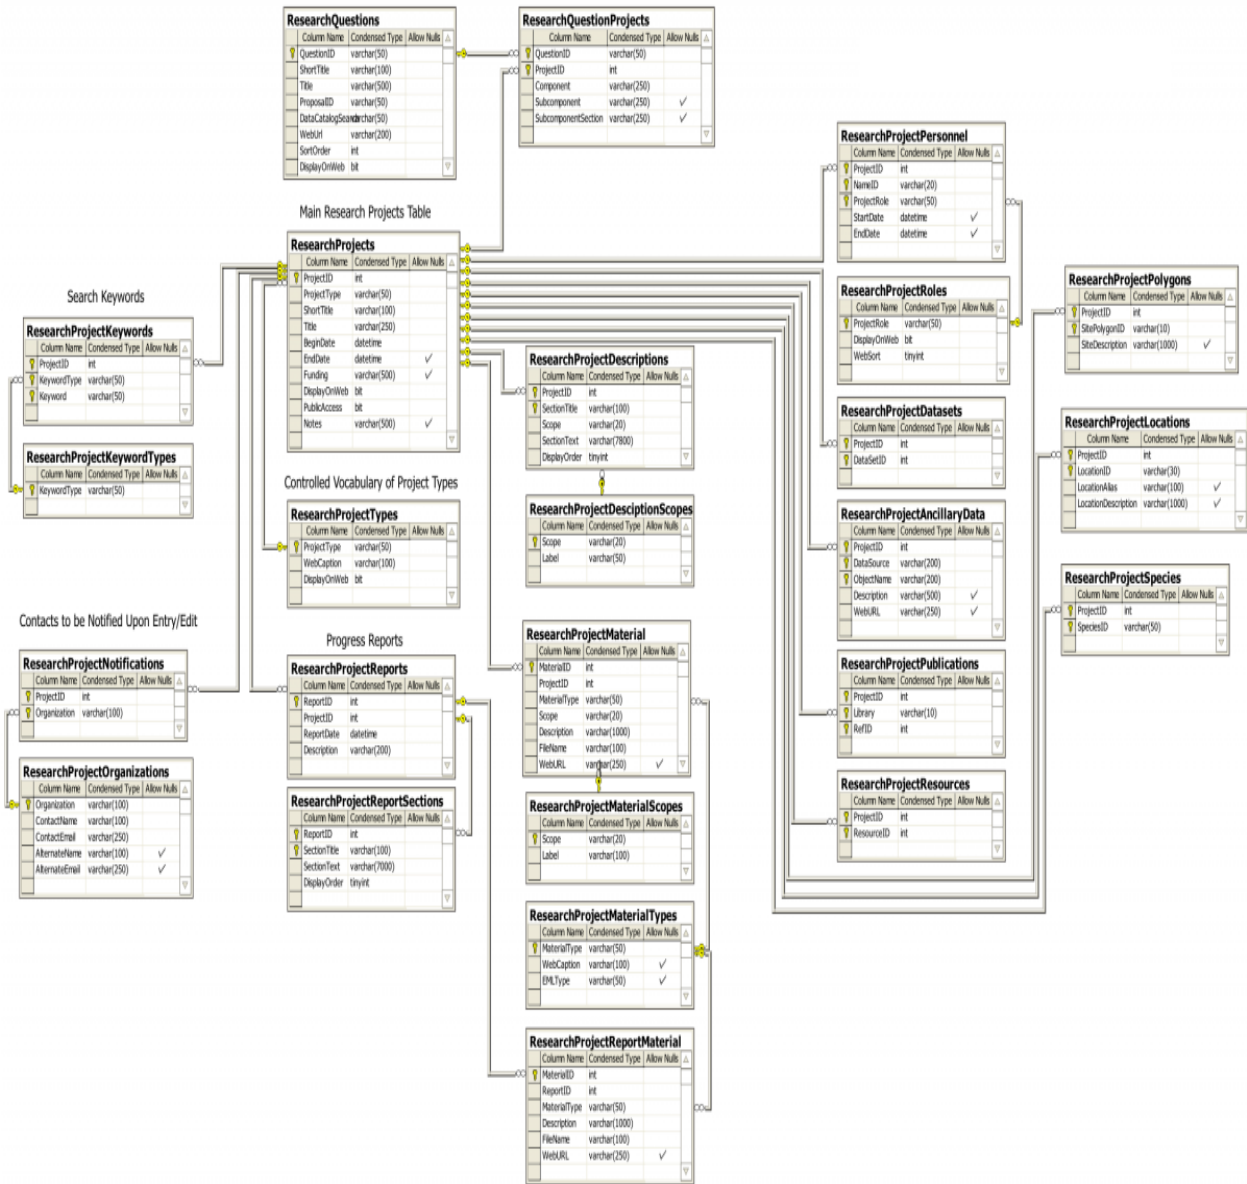 ResearchQuestions
Column Name Condensed Type Allow Nulls
QuestionID varchar(50)
ShortTitle varchar(100)
Title varchar(500)
ProposalID varchar(50)
WebUrl varchar(200)
SortOrder int
DisplayOnWeb bit
ResearchQuestionProjects
Column Name Condensed Type Allow Nulls
QuestionID varchar(50)
ProjectID int
Component varchar(250)
Subcomponent varchar(250) ✓
SubcomponentSection varchar(250) ✓
Main Research Projects Table
ResearchProjects
Column Name Condensed Type Allow Nulls
ProjectID int
ProjectType varchar(50)
ShortTitle varchar(100)
Title varchar(250)
BeginDate datetime
EndDate datetime ✓
Funding varchar(500) ✓
DisplayOnWeb bit
PublicAccess bit
Notes varchar(500) ✓
Search Keywords
ResearchProjectKeywords
Column Name Condensed Type Allow Nulls
ProjectID int
KeywordType varchar(50)
Keyword varchar(50)
ResearchProjectKeywordTypes
Column Name Condensed Type Allow Nulls
KeywordType varchar(50)
Contacts to be Notified Upon Entry/Edit
ResearchProjectNotifications
Column Name Condensed Type Allow Nulls
ProjectID int
Organization varchar(100)
ResearchProjectOrganizations
Column Name Condensed Type Allow Nulls
Organization varchar(100)
ContactName varchar(100)
ContactEmail varchar(250)
AlternateName varchar(100) ✓
AlternateEmail varchar(250) ✓
Controlled Vocabulary of Project Types
ResearchProjectTypes
Column Name Condensed Type Allow Nulls
ProjectType varchar(50)
WebCaption varchar(100)
DisplayOnWeb bit
Progress Reports
ResearchProjectReports
Column Name Condensed Type Allow Nulls
ReportID int
ProjectID int
ReportDate datetime
Description varchar(200)
ResearchProjectReportSections
Column Name Condensed Type Allow Nulls
ReportID int
SectionTitle varchar(100)
SectionText varchar(7000)
DisplayOrder tinyint
ResearchProjectDescriptions
Column Name Condensed Type Allow Nulls
ProjectID int
SectionTitle varchar(100)
Scope varchar(20)
SectionText varchar(7800)
DisplayOrder tinyint
ResearchProjectDesciptionScopes
Column Name Condensed Type Allow Nulls
Scope varchar(20)
Label varchar(50)
ResearchProjectMaterial
Column Name Condensed Type Allow Nulls
MaterialID int
ProjectID int
MaterialType varchar(50)
Scope varchar(20)
Description varchar(1000)
FileName varchar(100)
WebURL varchar(250) ✓
ResearchProjectMaterialScopes
Column Name Condensed Type Allow Nulls
Scope varchar(20)
Label varchar(100)
ResearchProjectMaterialTypes
Column Name Condensed Type Allow Nulls
MaterialType varchar(50)
WebCaption varchar(100) ✓
EMLType varchar(50) ✓
ResearchProjectReportMaterial
Column Name Condensed Type Allow Nulls
MaterialID int
ReportID int
MaterialType varchar(50)
Description varchar(1000)
FileName varchar(100)
WebURL varchar(250) ✓
ResearchProjectPersonnel
Column Name Condensed Type Allow Nulls
ProjectID int
NameID varchar(20)
ProjectRole varchar(50)
StartDate datetime ✓
EndDate datetime ✓
ResearchProjectRoles
Column Name Condensed Type Allow Nulls
ProjectRole varchar(50)
DisplayOnWeb bit
WebSort tinyint
ResearchProjectDatasets
Column Name Condensed Type Allow Nulls
ProjectID int
DataSetID int
ResearchProjectAncillaryData
Column Name Condensed Type Allow Nulls
ProjectID int
DataSource varchar(200)
ObjectName varchar(200)
Description varchar(500) ✓
WebURL varchar(250) ✓
ResearchProjectPublications
Column Name Condensed Type Allow Nulls
ProjectID int
Library varchar(10)
RefID int
ResearchProjectResources
Column Name Condensed Type Allow Nulls
ProjectID int
ResourceID int
ResearchProjectPolygons
Column Name Condensed Type Allow Nulls
ProjectID int
SitePolygonID varchar(10)
SiteDescription varchar(1000) ✓
ResearchProjectLocations
Column Name Condensed Type Allow Nulls
ProjectID int
LocationID varchar(30)
LocationAlias varchar(100) ✓
LocationDescription varchar(1000) ✓
ResearchProjectSpecies
Column Name Condensed Type Allow Nulls
ProjectID int
SpeciesID varchar(50)